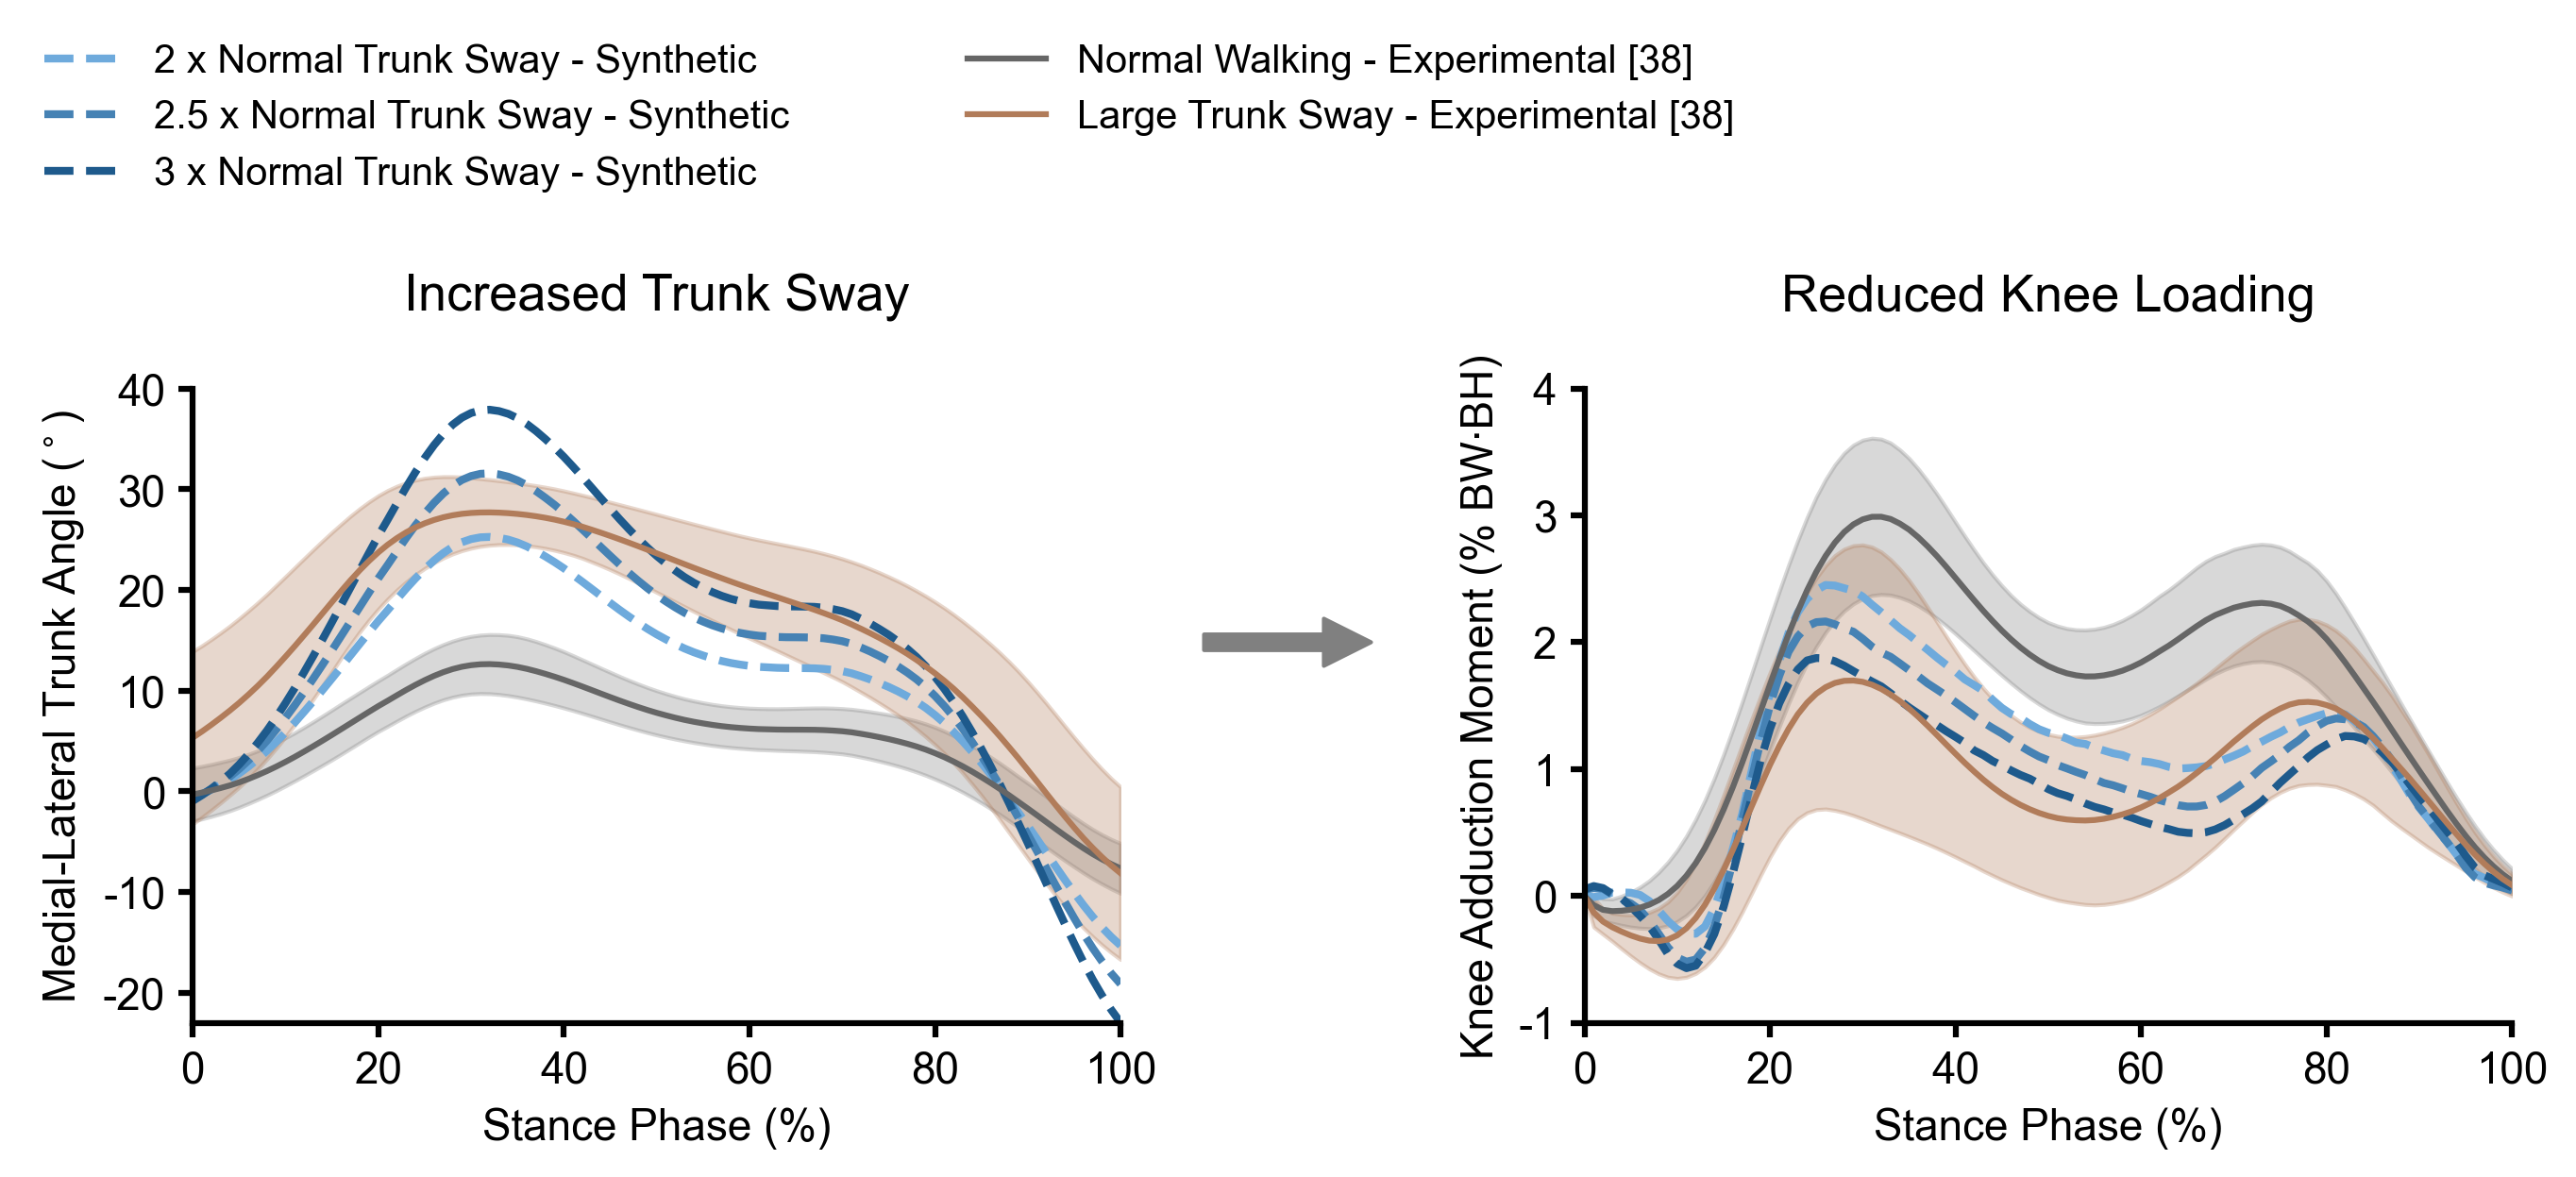 2 x Normal Trunk Sway - Synthetic
2.5 x Normal Trunk Sway - Synthetic
3 x Normal Trunk Sway - Synthetic
Normal Walking - Experimental [38]
Large Trunk Sway - Experimental [38]
Increased Trunk Sway
Medial-Lateral Trunk Angle (°)
40
30
20
10
0
-10
-20
0 20 40 60 80 100
Stance Phase (%)
Reduced Knee Loading
Knee Adduction Moment (% BW·BH)
4
3
2
1
0
-1
0 20 40 60 80 100
Stance Phase (%)